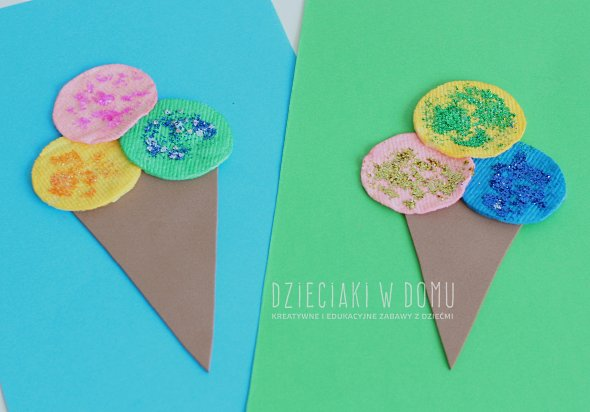 DZIECIAKI W DOMU
KREATYWNE I EDUKACYJNE ZABAWY Z DZIEĆMI